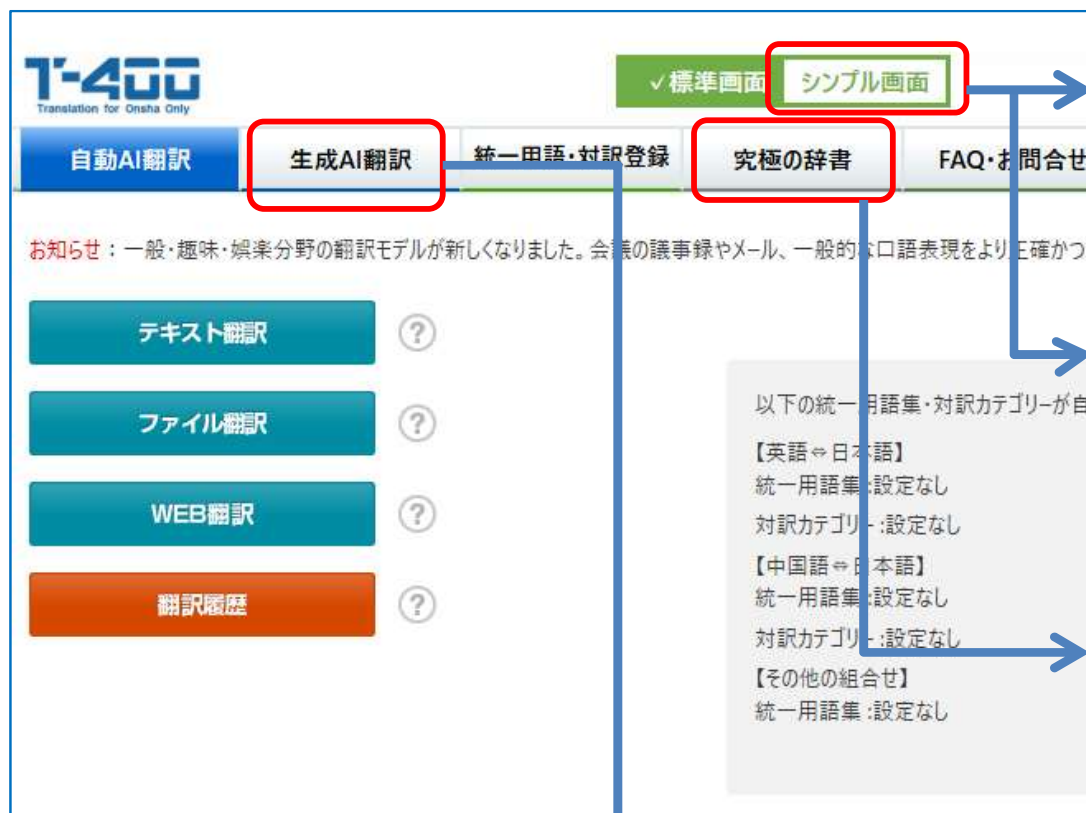 T-400
Translation for Onsha Only
✓標準画面 シンプル画面
自動AI翻訳 生成AI翻訳 統一用語・対訳登録 究極の辞書 FAQ・お問合せ
お知らせ：一般・趣味・娯楽分野の翻訳モデルが新しくなりました。会議の議事録やメール、一般的な口語表現をより正確かつ
テキスト翻訳 ?
ファイル翻訳 ?
WEB翻訳 ?
翻訳履歴 ?
以下の統一用語集・対訳カテゴリーが自
【英語⇔日本語】
統一用語集:設定なし
対訳カテゴリー:設定なし
【中国語⇔日本語】
統一用語集:設定なし
対訳カテゴリー:設定なし
【その他の組合せ】
統一用語集:設定なし